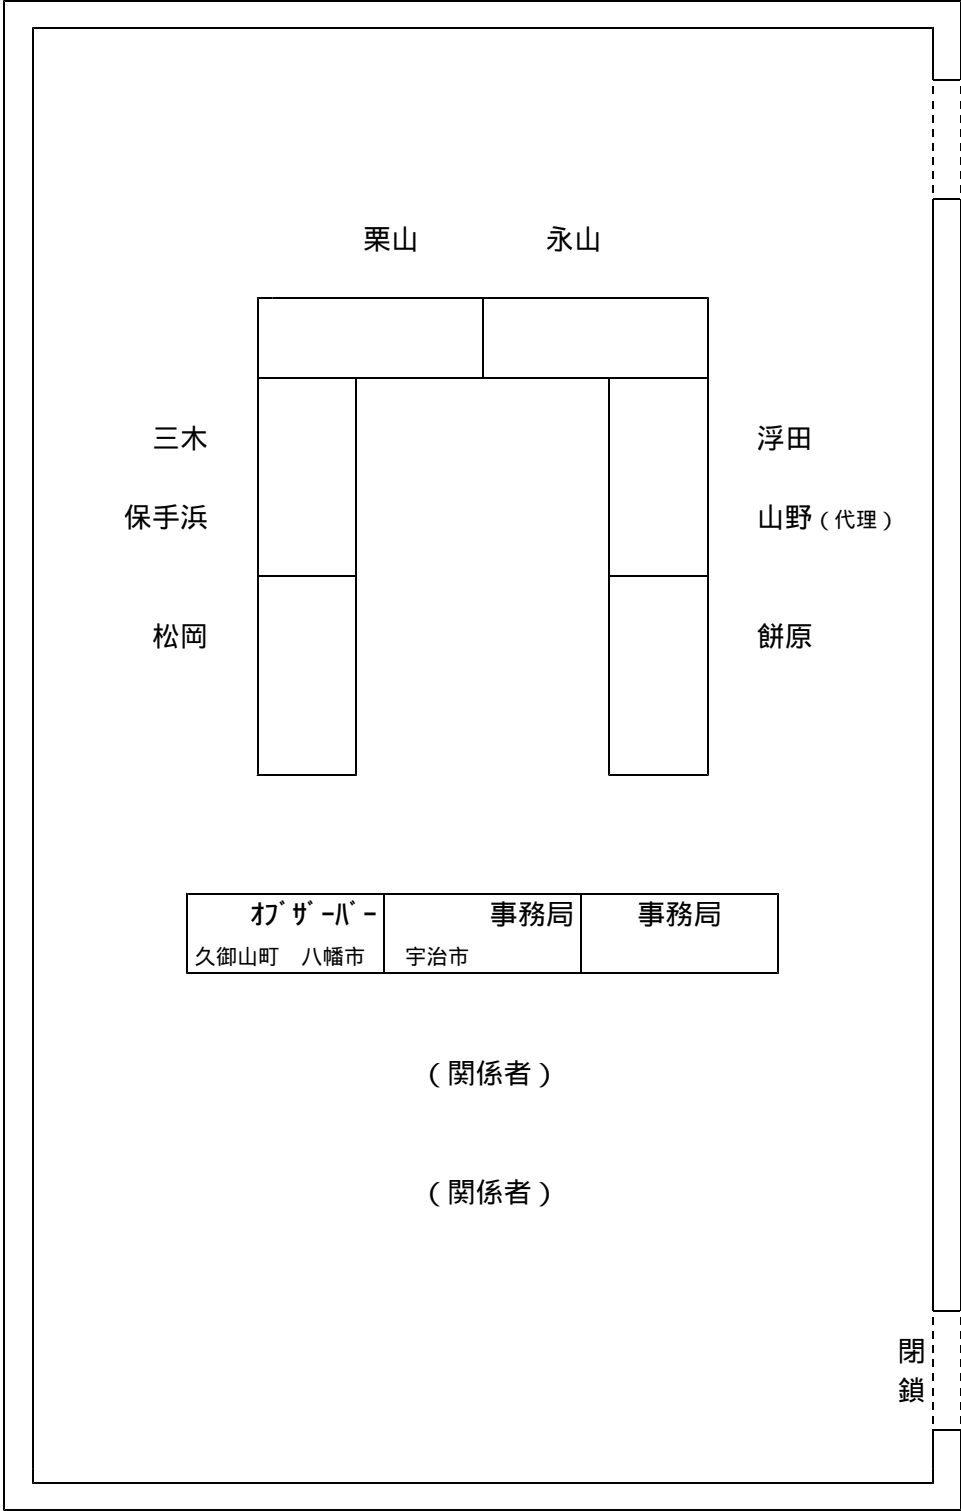 栗山　永山
三木　浮田
保手浜　山野（代理）
松岡　餅原
ｵﾌﾞｻﾞｰﾊﾞｰ　事務局　事務局
久御山町　八幡市　宇治市
（関係者）
（関係者）
閉
鎖